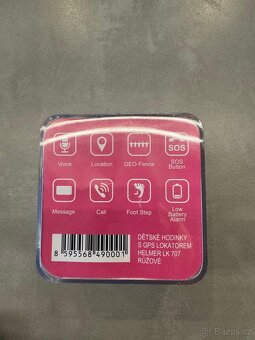 Voice
Location
GEO-Fence
SOS
SOS
Button
Message
Call
Foot Step
Low
Battery
Alarm
DĚTSKÉ HODINKY
S GPS LOKÁTOREM
HELMER LK 707
RŮŽOVÉ
8 595568 490001
Bazoš.cz